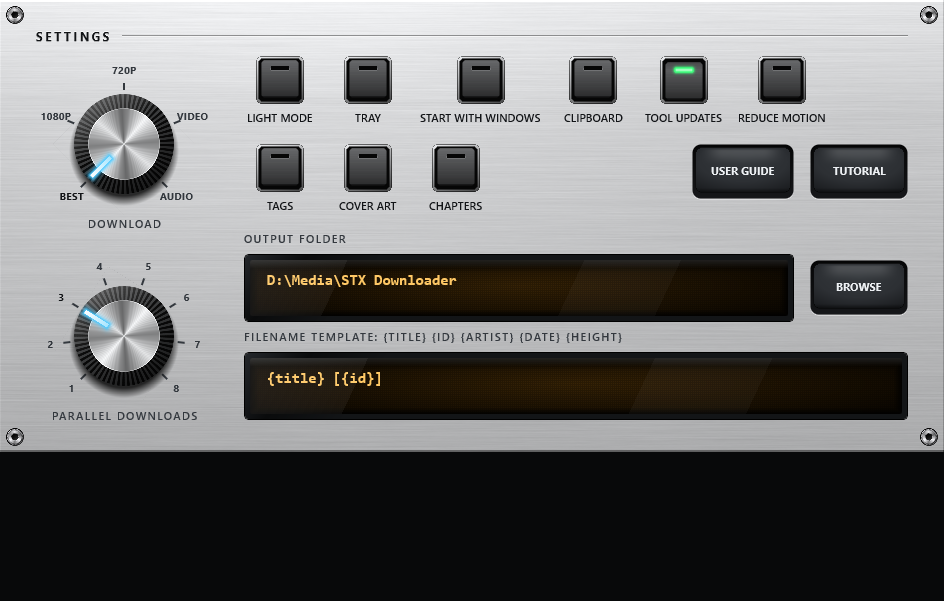 SETTINGS
720P
1080P
VIDEO
BEST
AUDIO
DOWNLOAD
LIGHT MODE
TRAY
START WITH WINDOWS
CLIPBOARD
TOOL UPDATES
REDUCE MOTION
TAGS
COVER ART
CHAPTERS
USER GUIDE
TUTORIAL
OUTPUT FOLDER
D:\Media\STX Downloader
BROWSE
4
5
3
6
2
7
1
8
PARALLEL DOWNLOADS
FILENAME TEMPLATE: {TITLE} {ID} {ARTIST} {DATE} {HEIGHT}
{title} [{id}]